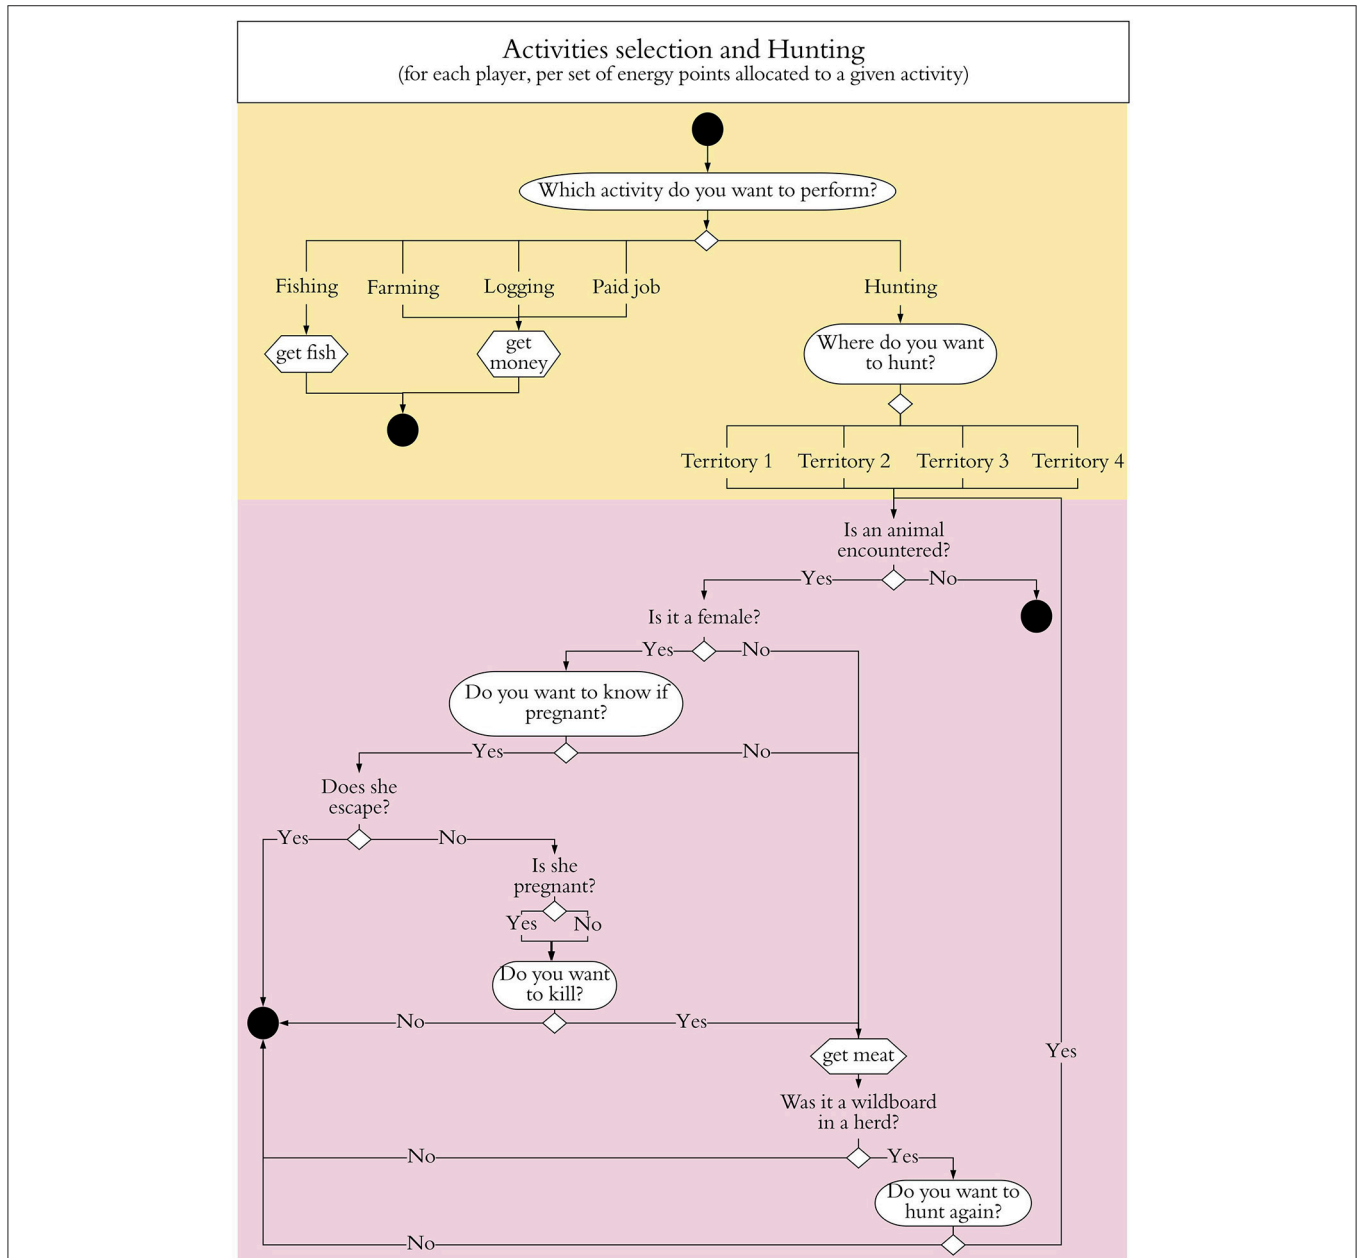 Activities selection and Hunting
(for each player, per set of energy points allocated to a given activity)
Which activity do you want to perform?
Fishing
Farming
Logging
Paid job
Hunting
get fish
get
money
Where do you want
to hunt?
Territory 1
Territory 2
Territory 3
Territory 4
Is an animal
encountered?
Yes
No
Is it a female?
Yes
No
Do you want to know if
pregnant?
Yes
No
Does she
escape?
Yes
No
Is she
pregnant?
Yes
No
Do you want
to kill?
No
Yes
get meat
Yes
Was it a wildboard
in a herd?
No
Yes
Do you want to
hunt again?
No